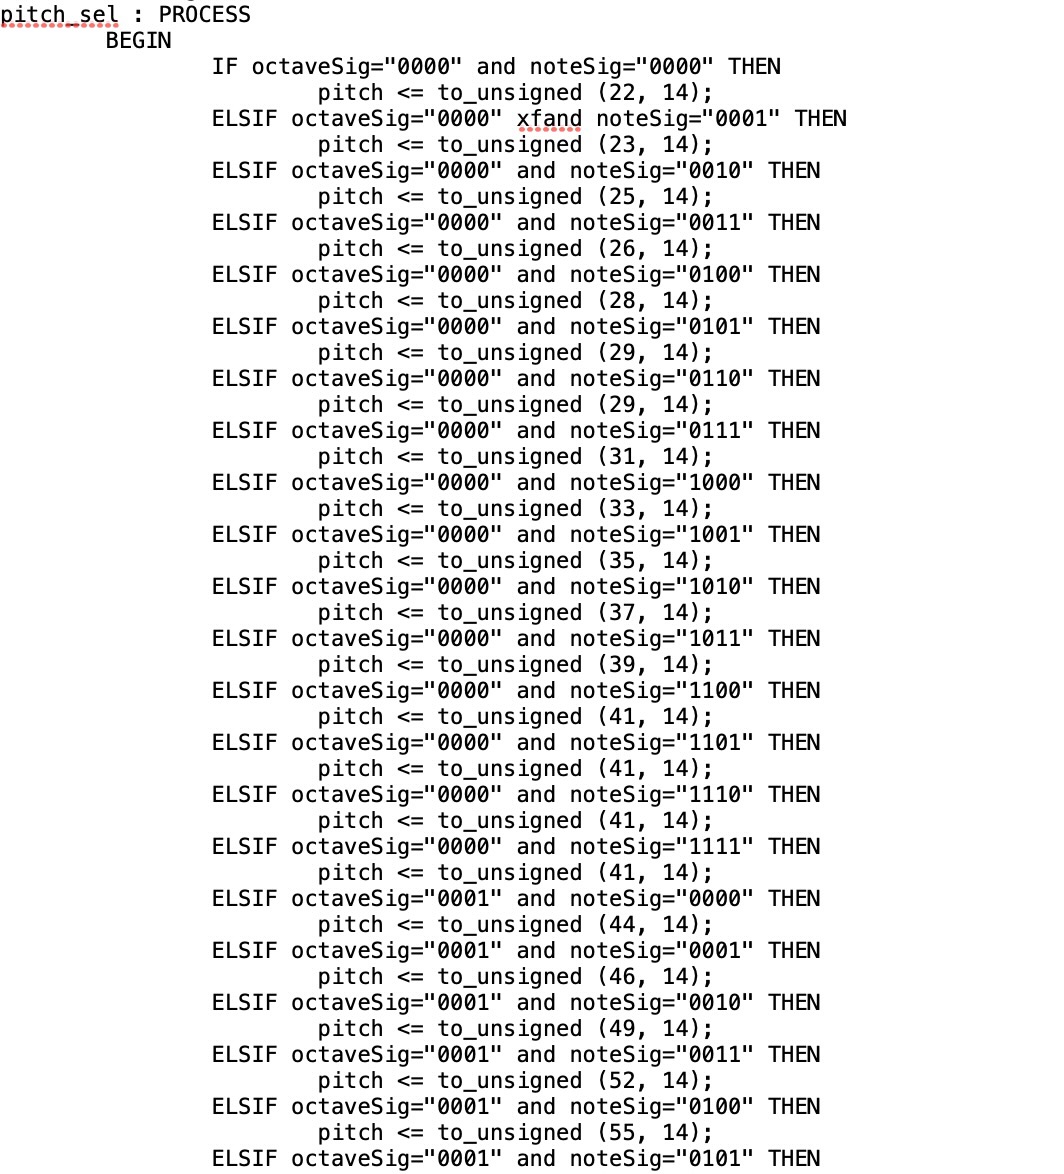 pitch_sel : PROCESS
BEGIN
IF octaveSig="0000" and noteSig="0000" THEN
pitch <= to_unsigned (22, 14);
ELSIF octaveSig="0000" xfand noteSig="0001" THEN
pitch <= to_unsigned (23, 14);
ELSIF octaveSig="0000" and noteSig="0010" THEN
pitch <= to_unsigned (25, 14);
ELSIF octaveSig="0000" and noteSig="0011" THEN
pitch <= to_unsigned (26, 14);
ELSIF octaveSig="0000" and noteSig="0100" THEN
pitch <= to_unsigned (28, 14);
ELSIF octaveSig="0000" and noteSig="0101" THEN
pitch <= to_unsigned (29, 14);
ELSIF octaveSig="0000" and noteSig="0110" THEN
pitch <= to_unsigned (29, 14);
ELSIF octaveSig="0000" and noteSig="0111" THEN
pitch <= to_unsigned (31, 14);
ELSIF octaveSig="0000" and noteSig="1000" THEN
pitch <= to_unsigned (33, 14);
ELSIF octaveSig="0000" and noteSig="1001" THEN
pitch <= to_unsigned (35, 14);
ELSIF octaveSig="0000" and noteSig="1010" THEN
pitch <= to_unsigned (37, 14);
ELSIF octaveSig="0000" and noteSig="1011" THEN
pitch <= to_unsigned (39, 14);
ELSIF octaveSig="0000" and noteSig="1100" THEN
pitch <= to_unsigned (41, 14);
ELSIF octaveSig="0000" and noteSig="1101" THEN
pitch <= to_unsigned (41, 14);
ELSIF octaveSig="0000" and noteSig="1110" THEN
pitch <= to_unsigned (41, 14);
ELSIF octaveSig="0000" and noteSig="1111" THEN
pitch <= to_unsigned (41, 14);
ELSIF octaveSig="0001" and noteSig="0000" THEN
pitch <= to_unsigned (44, 14);
ELSIF octaveSig="0001" and noteSig="0001" THEN
pitch <= to_unsigned (46, 14);
ELSIF octaveSig="0001" and noteSig="0010" THEN
pitch <= to_unsigned (49, 14);
ELSIF octaveSig="0001" and noteSig="0011" THEN
pitch <= to_unsigned (52, 14);
ELSIF octaveSig="0001" and noteSig="0100" THEN
pitch <= to_unsigned (55, 14);
ELSIF octaveSig="0001" and noteSig="0101" THEN